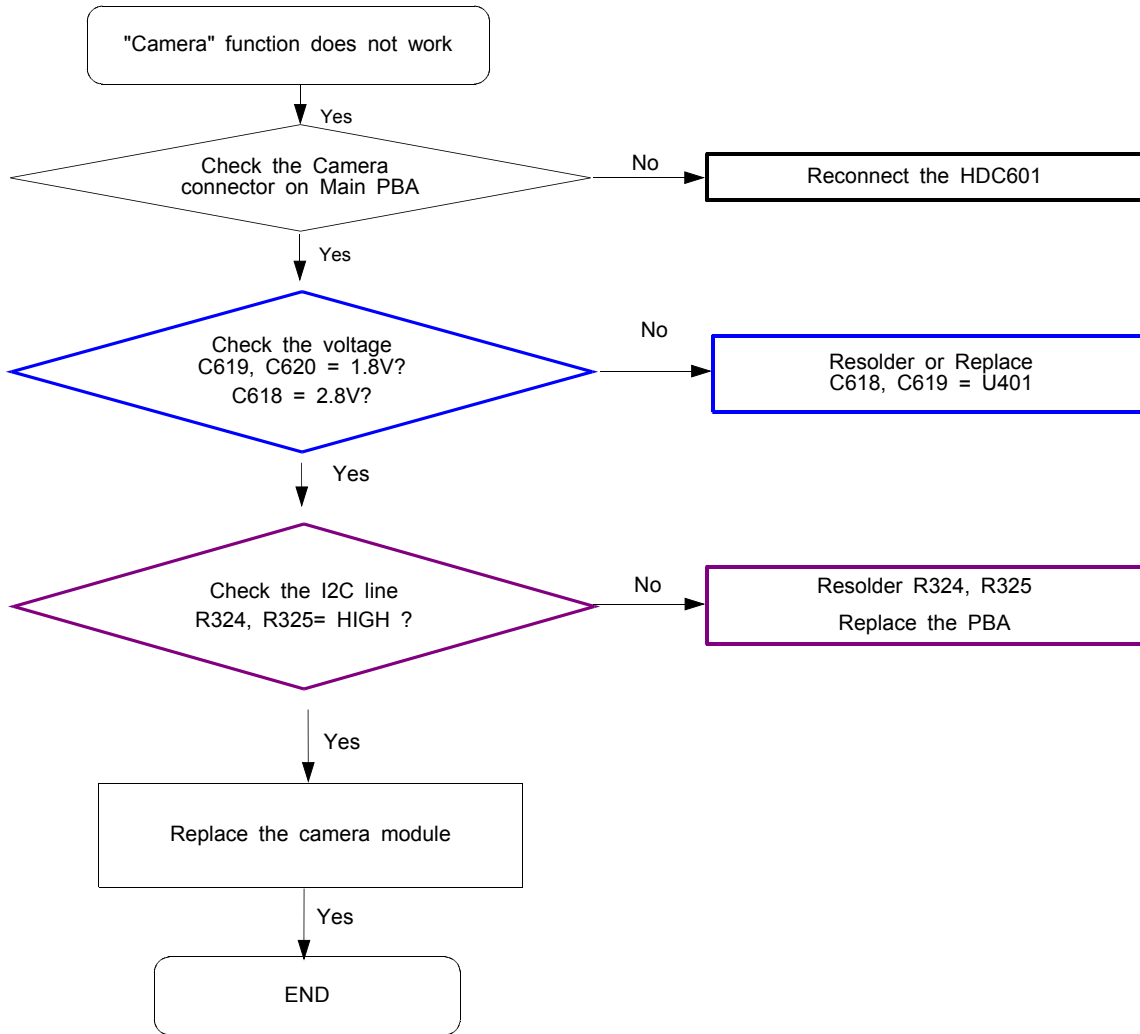 "Camera" function does not work
Yes
Check the Camera
connector on Main PBA
No
Reconnect the HDC601
Yes
Check the voltage
C619, C620 = 1.8V?
C618 = 2.8V?
No
Resolder or Replace
C618, C619 = U401
Yes
Check the I2C line
R324, R325= HIGH ?
No
Resolder R324, R325
Replace the PBA
Yes
Replace the camera module
Yes
END